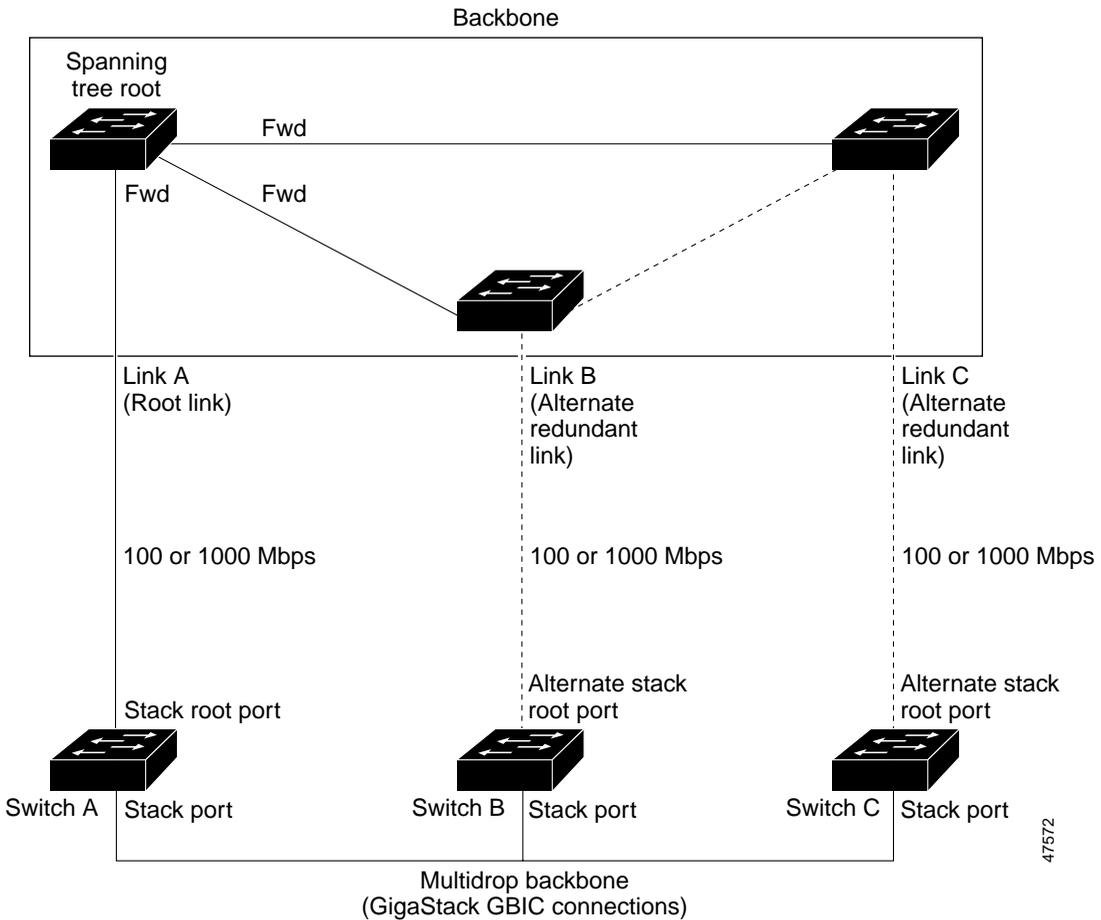 Backbone
Spanning
tree root
Fwd
Fwd
Fwd
Link A
(Root link)
Link B
(Alternate
redundant
link)
Link C
(Alternate
redundant
link)
100 or 1000 Mbps
100 or 1000 Mbps
100 or 1000 Mbps
Stack root port
Alternate stack
root port
Alternate stack
root port
Switch A
Stack port
Switch B
Stack port
Switch C
Stack port
Multidrop backbone
(GigaStack GBIC connections)
47572